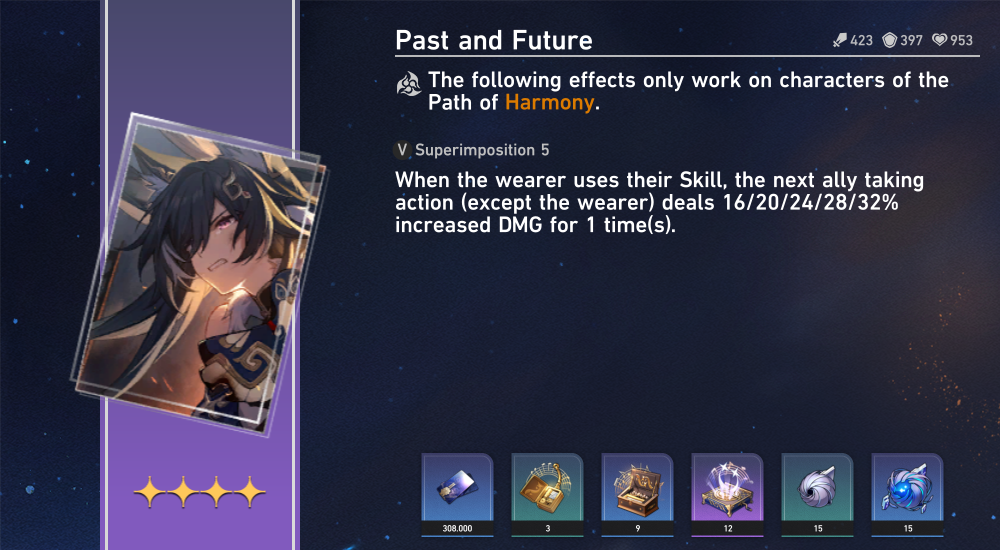 Past and Future
423 397 953
The following effects only work on characters of the
Path of Harmony.
V Superimposition 5
When the wearer uses their Skill, the next ally taking
action (except the wearer) deals 16/20/24/28/32%
increased DMG for 1 time(s).
308.000 3 9 12 15 15